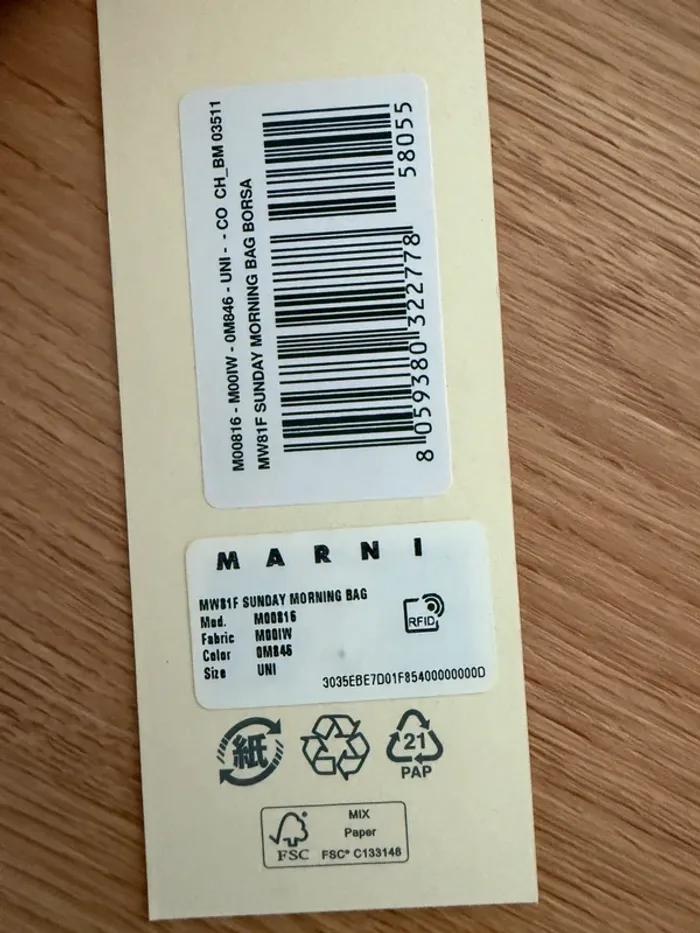 M00816 - M00IW - 0M846 - UNI - - CO CH_BM 03511
MW81F SUNDAY MORNING BAG BORSA
58055
8 059380 322778
MARNI
MW81F SUNDAY MORNING BAG
Mod. M00816
Fabric M00IW
Color 0M846
Size UNI
RFID
3035EBE7D01F85400000000D
紙
21
PAP
FSC
MIX
Paper
FSC® C133148